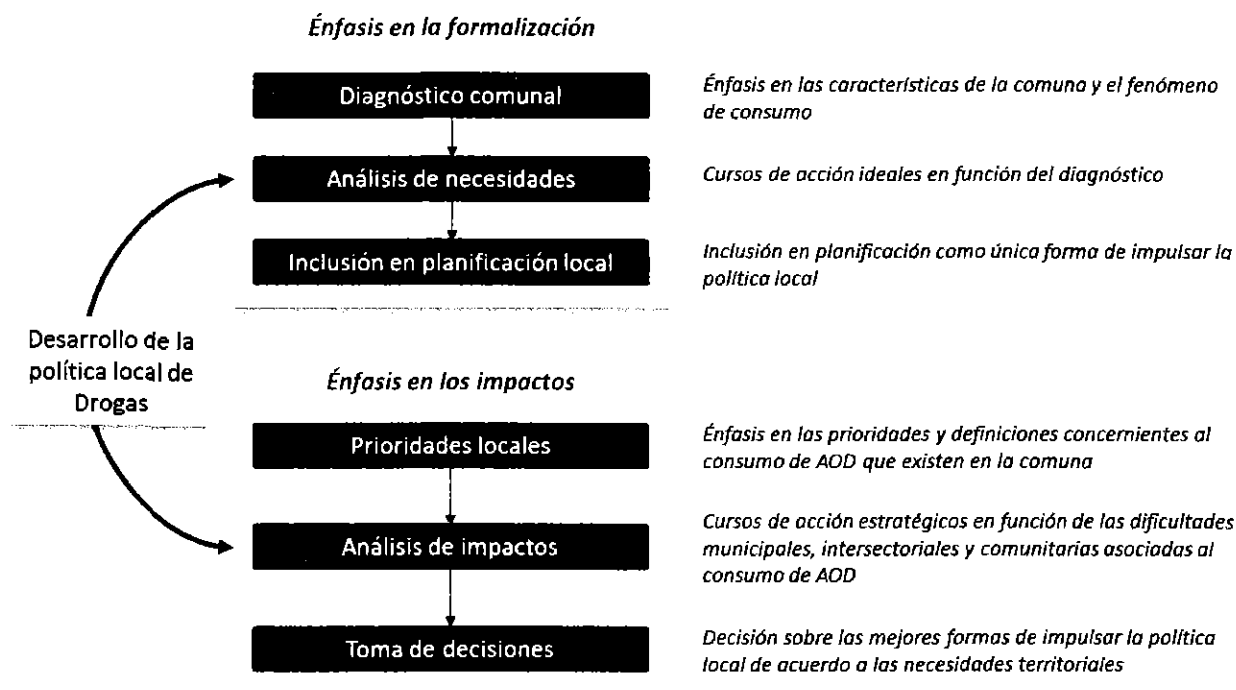 Énfasis en la formalización
Diagnóstico comunal
Énfasis en las características de la comuna y el fenómeno
de consumo
Análisis de necesidades
Cursos de acción ideales en función del diagnóstico
Inclusión en planificación local
Inclusión en planificación como única forma de impulsar la
política local
Desarrollo de la
política local de
Drogas
Énfasis en los impactos
Prioridades locales
Énfasis en las prioridades y definiciones concernientes al
consumo de AOD que existen en la comuna
Análisis de impactos
Cursos de acción estratégicos en función de las dificultades
municipales, intersectoriales y comunitarias asociadas al
consumo de AOD
Toma de decisiones
Decisión sobre las mejores formas de impulsar la política
local de acuerdo a las necesidades territoriales